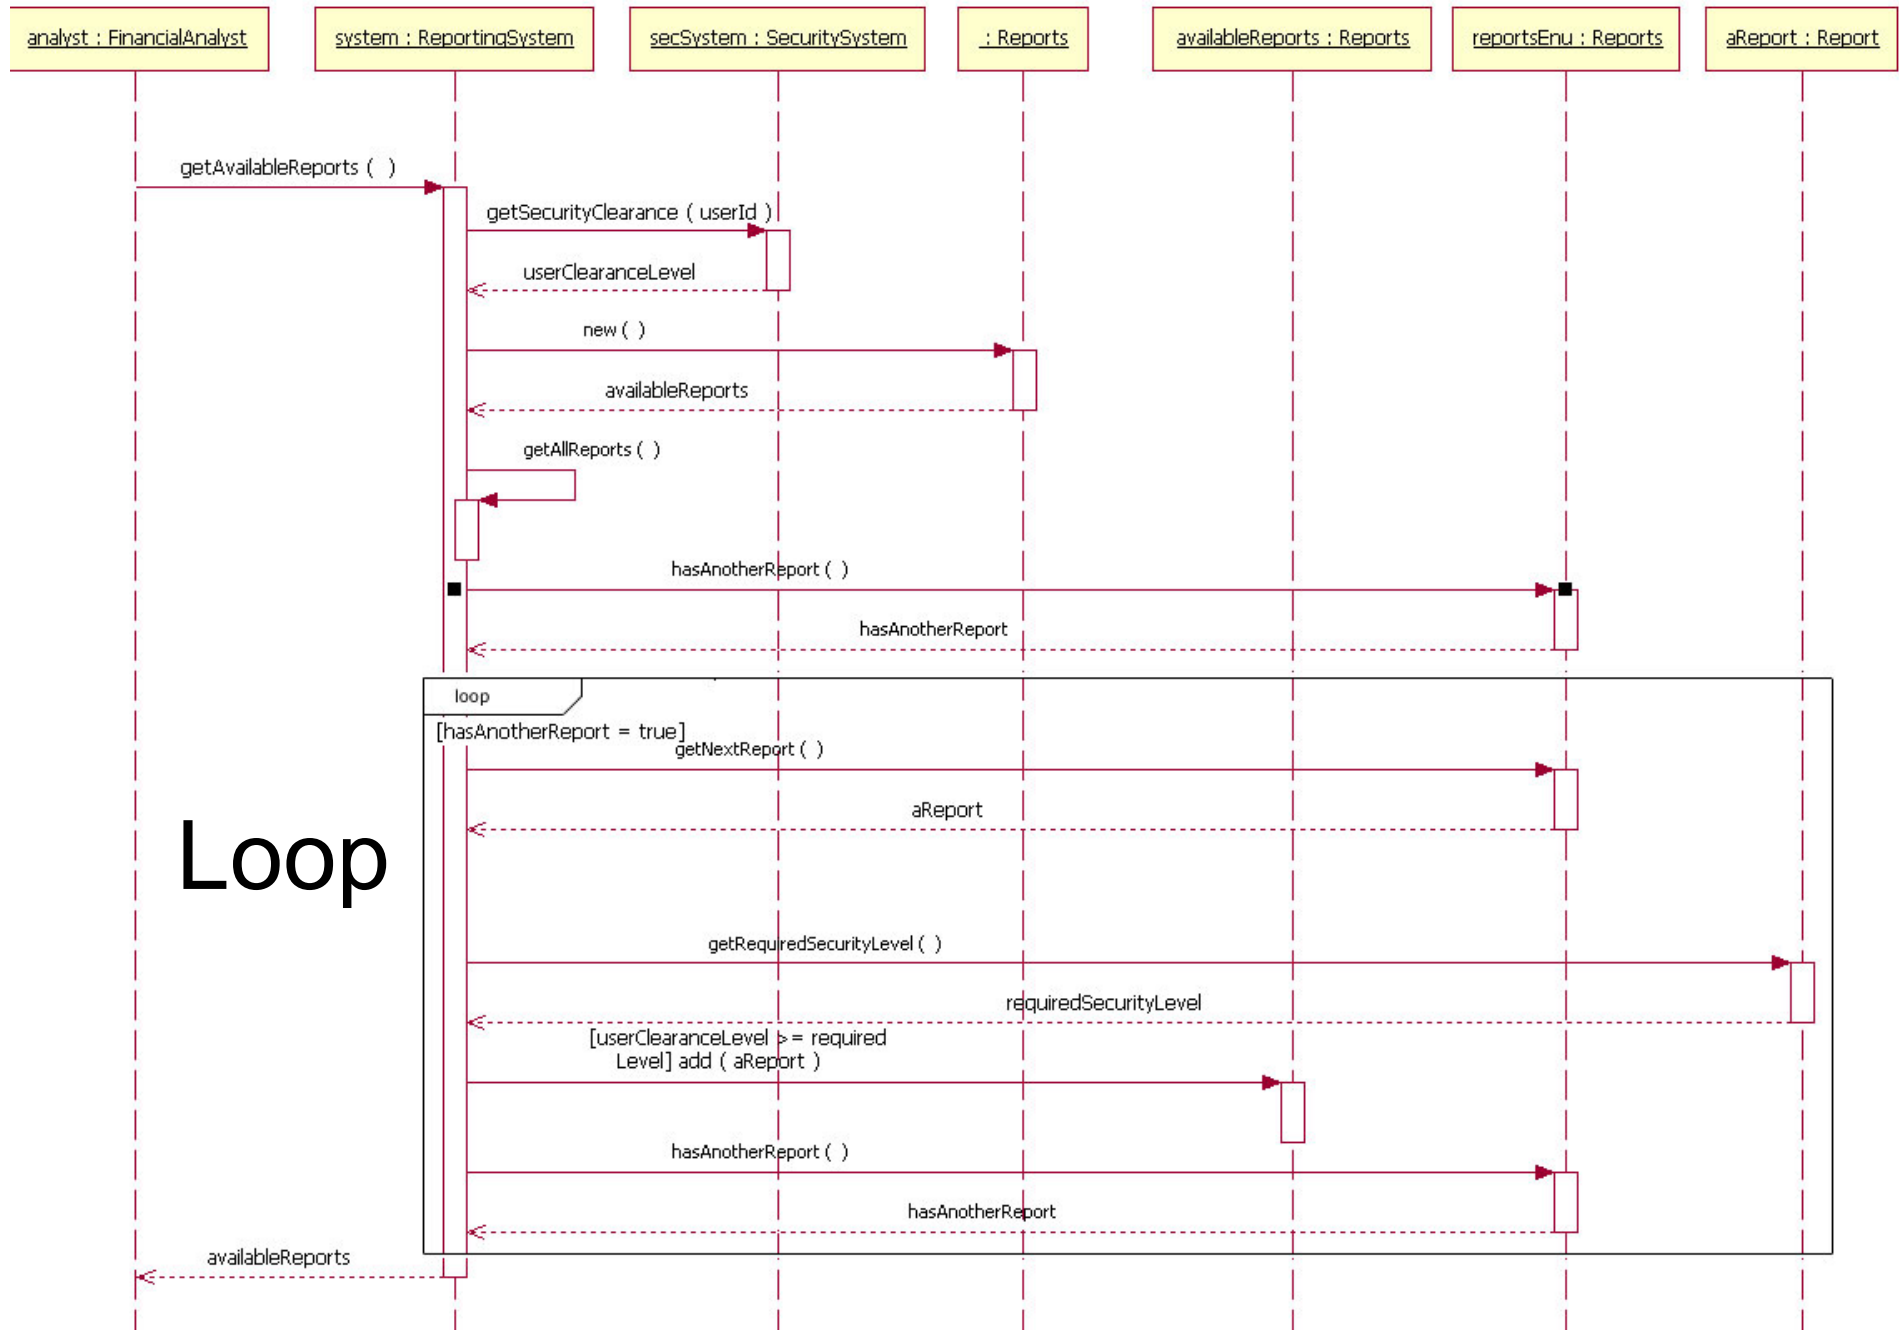 analyst : FinancialAnalyst
system : ReportingSystem
secSystem : SecuritySystem
: Reports
availableReports : Reports
reportsEnu : Reports
aReport : Report
getAvailableReports ( )
getSecurityClearance ( userId )
userClearanceLevel
new ( )
availableReports
getAllReports ( )
hasAnotherReport ( )
hasAnotherReport
loop
[hasAnotherReport = true]
getNextReport ( )
aReport
Loop
getRequiredSecurityLevel ( )
requiredSecurityLevel
[userClearanceLevel >= required
Level] add ( aReport )
hasAnotherReport ( )
hasAnotherReport
availableReports